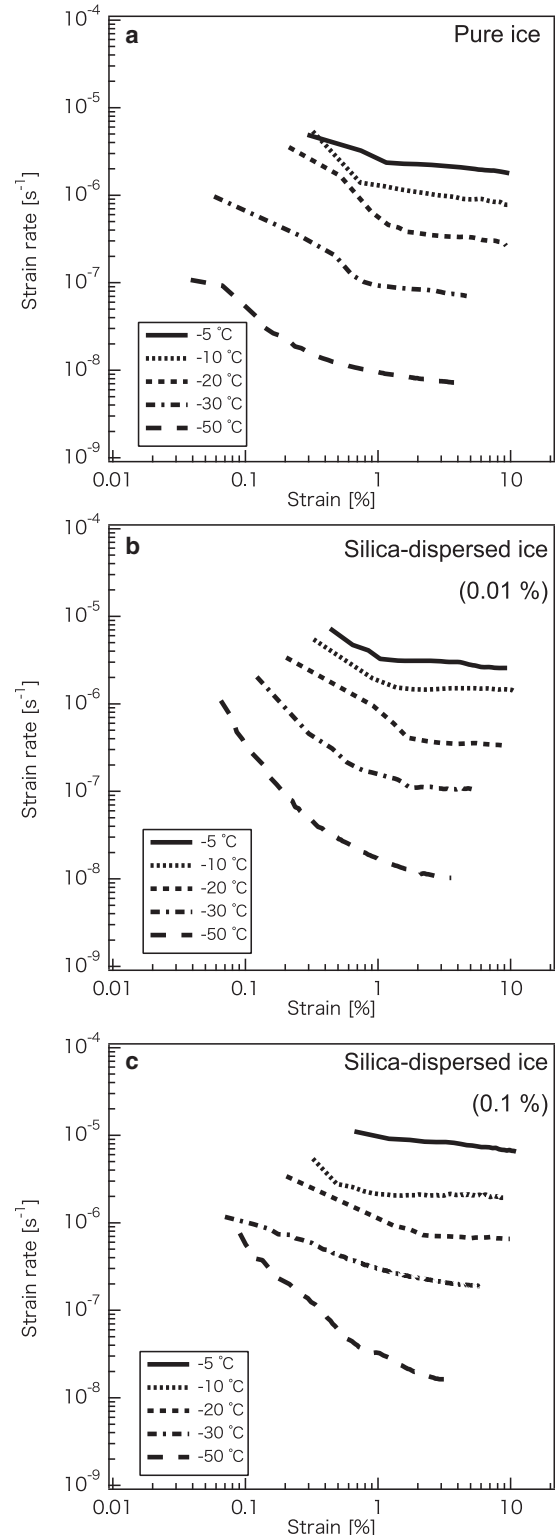 a
Pure ice
10⁻⁴
10⁻⁵
10⁻⁶
10⁻⁷
10⁻⁸
10⁻⁹
Strain rate [s⁻¹]
-5 °C
-10 °C
-20 °C
-30 °C
-50 °C
0.01
0.1
1
10
Strain [%]
b
Silica-dispersed ice
(0.01 %)
10⁻⁴
10⁻⁵
10⁻⁶
10⁻⁷
10⁻⁸
10⁻⁹
Strain rate [s⁻¹]
-5 °C
-10 °C
-20 °C
-30 °C
-50 °C
0.01
0.1
1
10
Strain [%]
c
Silica-dispersed ice
(0.1 %)
10⁻⁴
10⁻⁵
10⁻⁶
10⁻⁷
10⁻⁸
10⁻⁹
Strain rate [s⁻¹]
-5 °C
-10 °C
-20 °C
-30 °C
-50 °C
0.01
0.1
1
10
Strain [%]